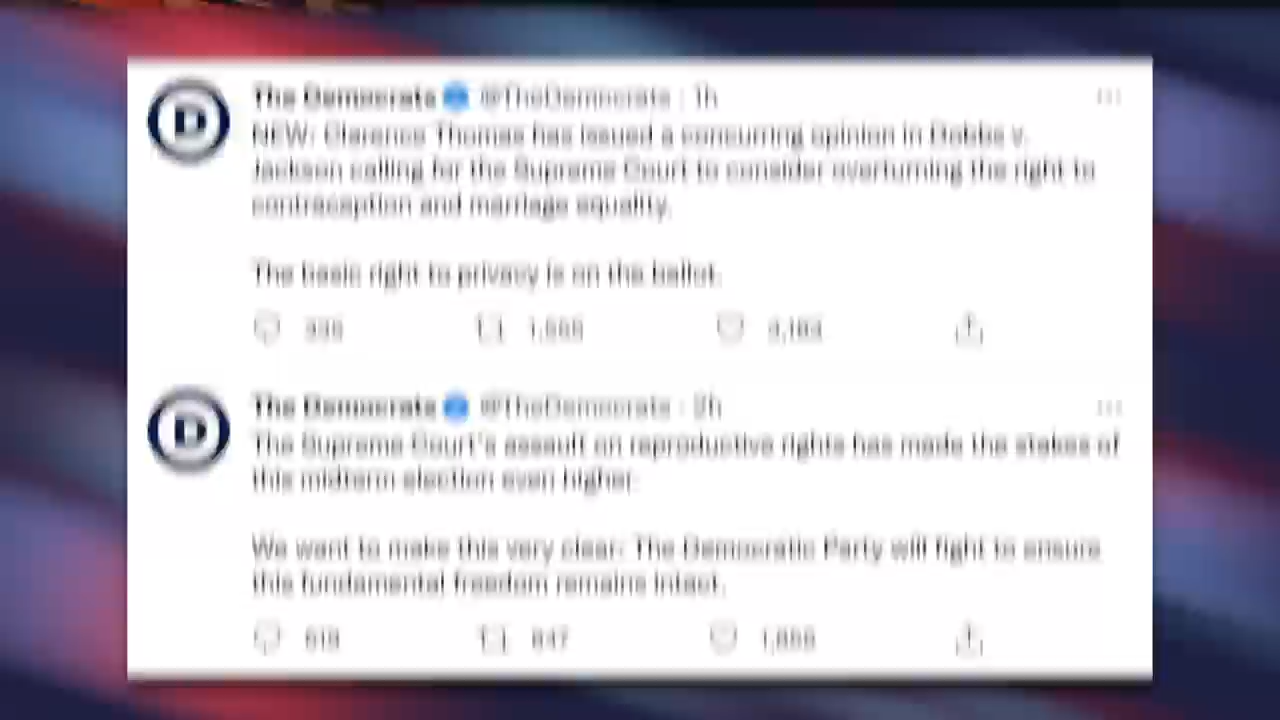 D
The Democrats @TheDemocrats · 1h
NEW: Clarence Thomas has issued a concurring opinion in Dobbs v.
Jackson calling for the Supreme Court to consider overturning the right to
contraception and marriage equality.
The basic right to privacy is on the ballot.
D
The Democrats @TheDemocrats · 2h
The Supreme Court's assault on reproductive rights has made the stakes of
this midterm election even higher.
We want to make this very clear: The Democratic Party will fight to ensure
this fundamental freedom remains intact.